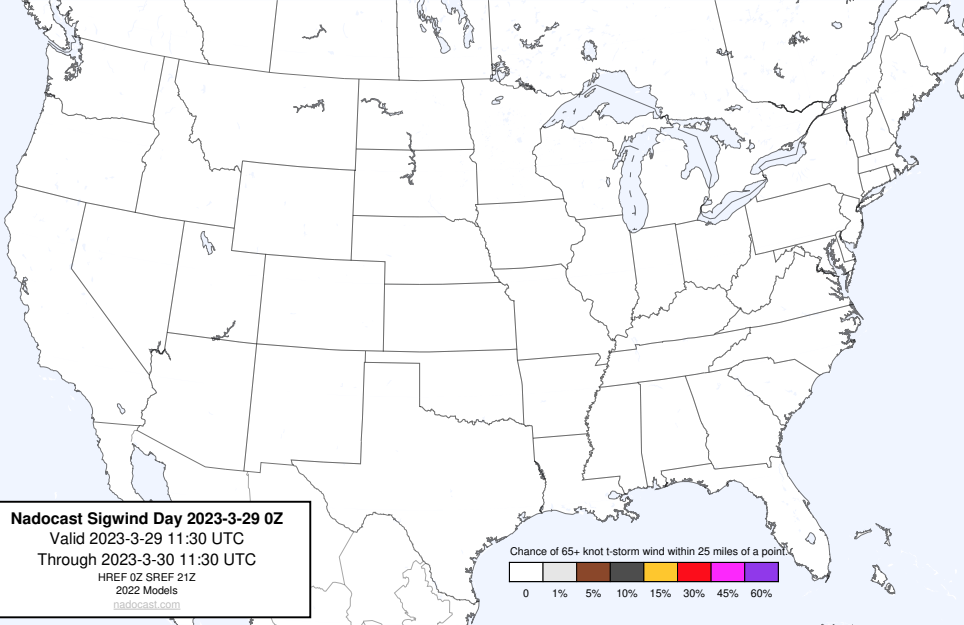 Nadocast Sigwind Day 2023-3-29 0Z
Valid 2023-3-29 11:30 UTC
Through 2023-3-30 11:30 UTC
HREF 0Z SREF 21Z
2022 Models
nadocast.com
Chance of 65+ knot t-storm wind within 25 miles of a point.
0 1% 5% 10% 15% 30% 45% 60%